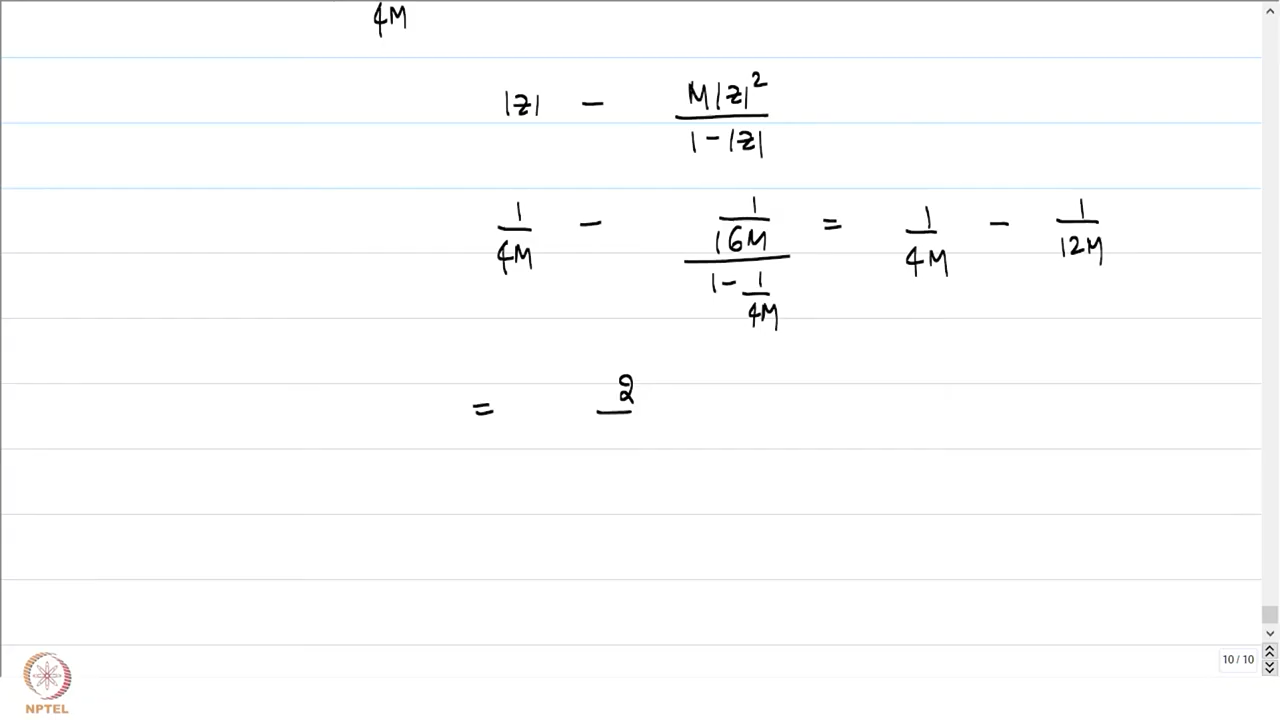 4M
|z| - M|z|² / 1-|z|
1/4M - (1/16M) / (1 - 1/4M) = 1/4M - 1/12M
= 2
10 / 10
NPTEL